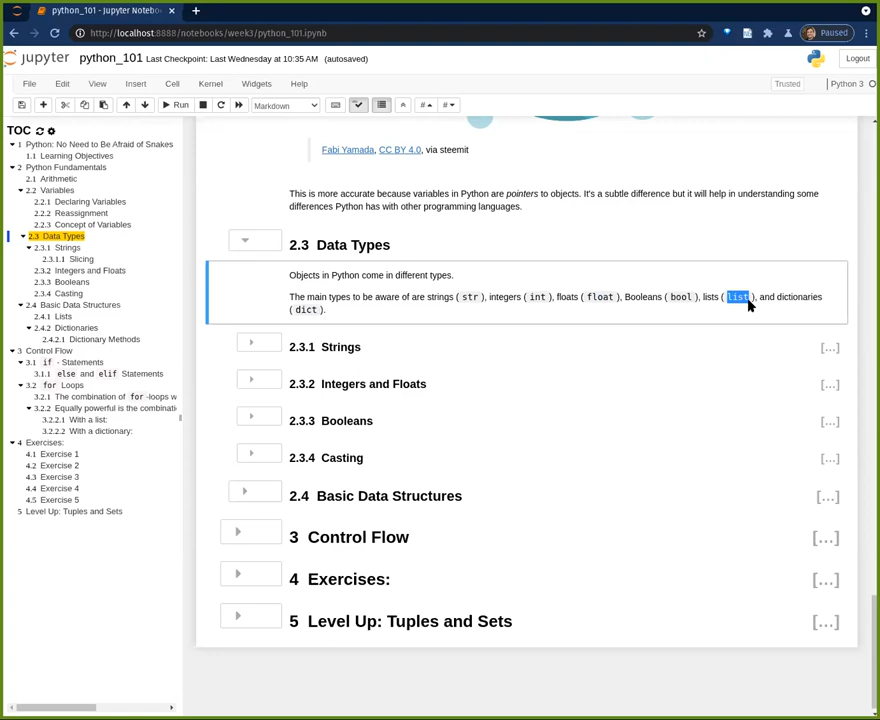 python_101 - Jupyter Notebo
http://localhost:8888/notebooks/week3/python_101.ipynb
Paused
jupyter python_101 Last Checkpoint: Last Wednesday at 10:35 AM (autosaved)
Logout
File Edit View Insert Cell Kernel Widgets Help
Trusted
Python 3
Run
Markdown
TOC
1 Python: No Need to Be Afraid of Snakes
1.1 Learning Objectives
2 Python Fundamentals
2.1 Arithmetic
2.2 Variables
2.2.1 Declaring Variables
2.2.2 Reassignment
2.2.3 Concept of Variables
2.3 Data Types
2.3.1 Strings
2.3.1.1 Slicing
2.3.2 Integers and Floats
2.3.3 Booleans
2.3.4 Casting
2.4 Basic Data Structures
2.4.1 Lists
2.4.2 Dictionaries
2.4.2.1 Dictionary Methods
3 Control Flow
3.1 if - Statements
3.1.1 else and elif Statements
3.2 for Loops
3.2.1 The combination of for -loops w
3.2.2 Equally powerful is the combinati
3.2.2.1 With a list:
3.2.2.2 With a dictionary:
4 Exercises:
4.1 Exercise 1
4.2 Exercise 2
4.3 Exercise 3
4.4 Exercise 4
4.5 Exercise 5
5 Level Up: Tuples and Sets
Fabi Yamada, CC BY 4.0, via steemit
This is more accurate because variables in Python are pointers to objects. It's a subtle difference but it will help in understanding some
differences Python has with other programming languages.
2.3 Data Types
Objects in Python come in different types.
The main types to be aware of are strings ( str ), integers ( int ), floats ( float ), Booleans ( bool ), lists ( list ), and dictionaries
( dict ).
2.3.1 Strings
[...]
2.3.2 Integers and Floats
[...]
2.3.3 Booleans
[...]
2.3.4 Casting
[...]
2.4 Basic Data Structures
[...]
3 Control Flow
[...]
4 Exercises:
[...]
5 Level Up: Tuples and Sets
[...]